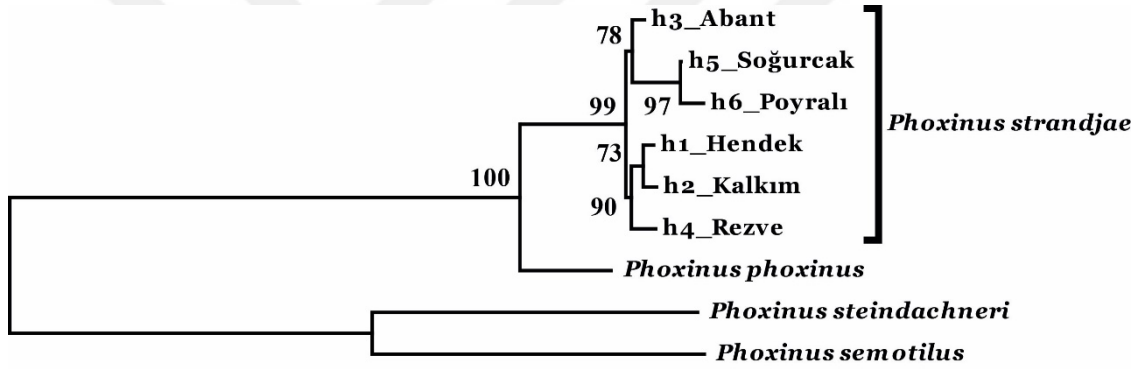 h3_Abant
78
h5_Soğurcak
97
h6_Poyralı
99
Phoxinus strandjae
73
h1_Hendek
100
h2_Kalkım
90
h4_Rezve
Phoxinus phoxinus
Phoxinus steindachneri
Phoxinus semotilus